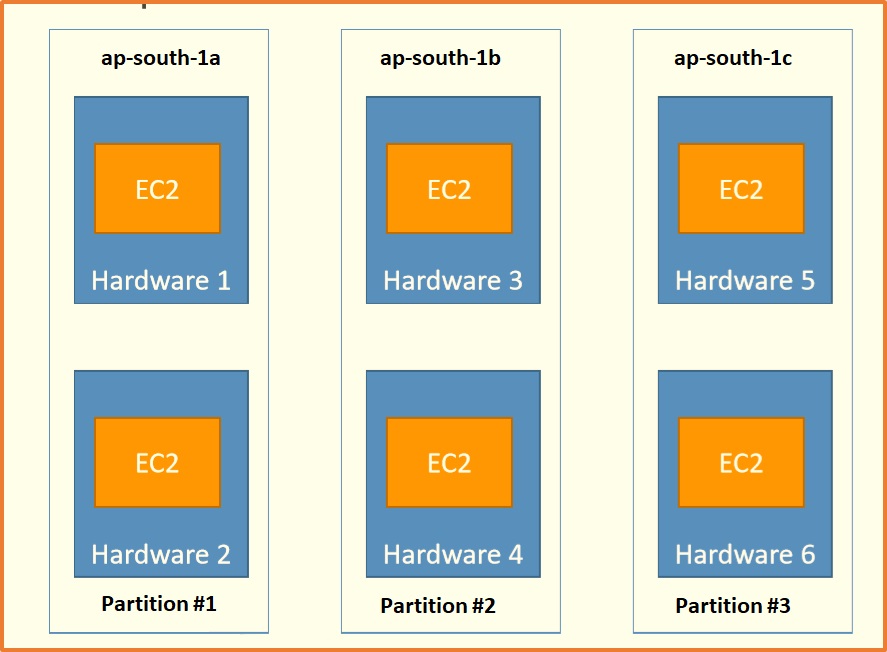 ap-south-1a
EC2
Hardware 1
EC2
Hardware 2
Partition #1
ap-south-1b
EC2
Hardware 3
EC2
Hardware 4
Partition #2
ap-south-1c
EC2
Hardware 5
EC2
Hardware 6
Partition #3